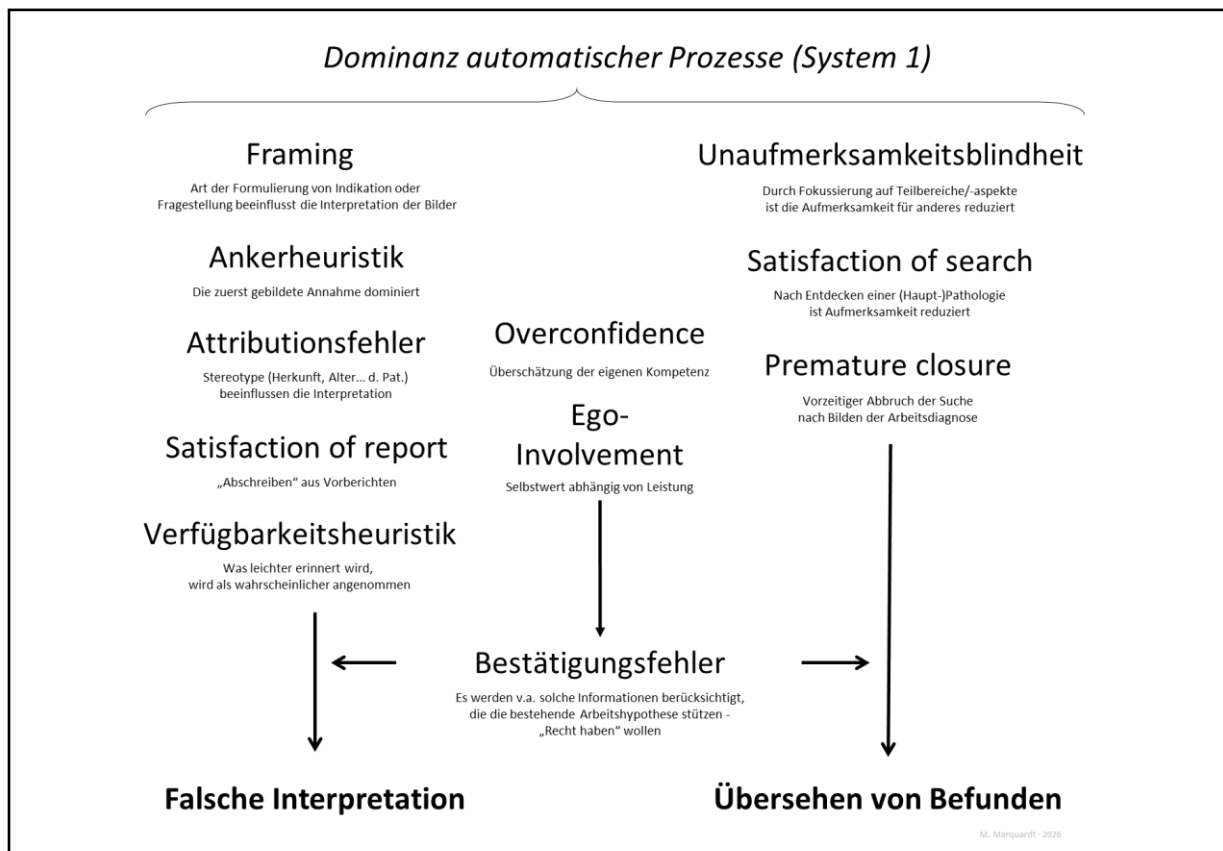 Dominanz automatischer Prozesse (System 1)
Framing
Art der Formulierung von Indikation oder
Fragestellung beeinflusst die Interpretation der Bilder
Ankerheuristik
Die zuerst gebildete Annahme dominiert
Attributionsfehler
Stereotype (Herkunft, Alter... d. Pat.)
beeinflussen die Interpretation
Satisfaction of report
„Abschreiben“ aus Vorberichten
Verfügbarkeitsheuristik
Was leichter erinnert wird,
wird als wahrscheinlicher angenommen
Overconfidence
Überschätzung der eigenen Kompetenz
Ego-
Involvement
Selbstwert abhängig von Leistung
Unaufmerksamkeitsblindheit
Durch Fokussierung auf Teilbereiche/-aspekte
ist die Aufmerksamkeit für anderes reduziert
Satisfaction of search
Nach Entdecken einer (Haupt-)Pathologie
ist Aufmerksamkeit reduziert
Premature closure
Vorzeitiger Abbruch der Suche
nach Bilden der Arbeitsdiagnose
Bestätigungsfehler
Es werden v.a. solche Informationen berücksichtigt,
die die bestehende Arbeitshypothese stützen -
„Recht haben“ wollen
Falsche Interpretation
Übersehen von Befunden
M. Marquardt - 2026